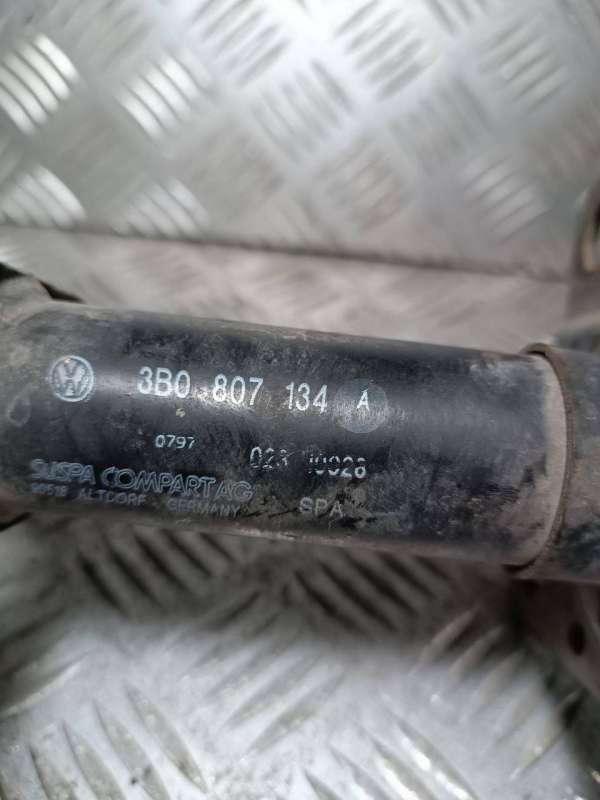 3B0 807 134 A
0797
SUSPA COMPART AG
ALTDORF - GERMANY
SPA